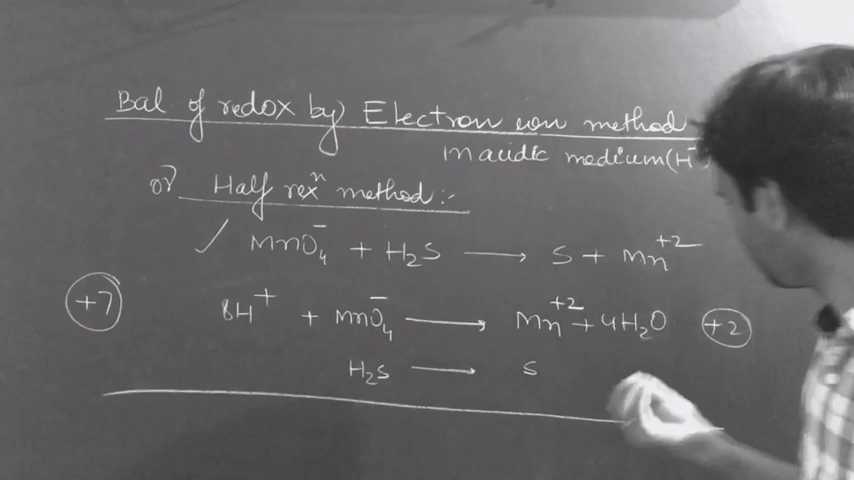 Bal of redox by Electron ion method
in acidic medium (H
or Half rexⁿ method :-
✓ MnO₄⁻ + H₂S ⟶ S + Mn⁺²
+7 8H⁺ + MnO₄⁻ ⟶ Mn⁺² + 4H₂O +2
H₂S ⟶ S